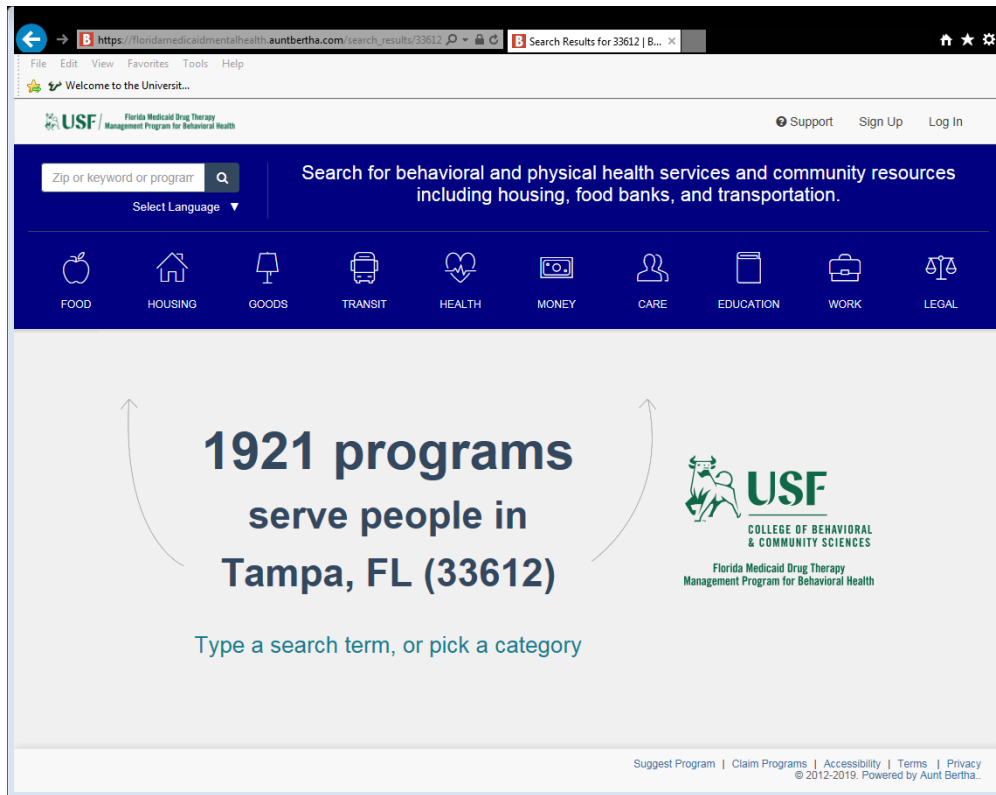 https://floridamedicaidmentalhealth.auntbertha.com/search_results/33612
B Search Results for 33612 | B...
File Edit View Favorites Tools Help
Welcome to the Universit...
USF Florida Medicaid Drug Therapy
Management Program for Behavioral Health
Support Sign Up Log In
Zip or keyword or program
Select Language ▼
Search for behavioral and physical health services and community resources
including housing, food banks, and transportation.
FOOD HOUSING GOODS TRANSIT HEALTH MONEY CARE EDUCATION WORK LEGAL
1921 programs
serve people in
Tampa, FL (33612)
Type a search term, or pick a category
USF
COLLEGE OF BEHAVIORAL
& COMMUNITY SCIENCES
Florida Medicaid Drug Therapy
Management Program for Behavioral Health
Suggest Program | Claim Programs | Accessibility | Terms | Privacy
© 2012-2019. Powered by Aunt Bertha..